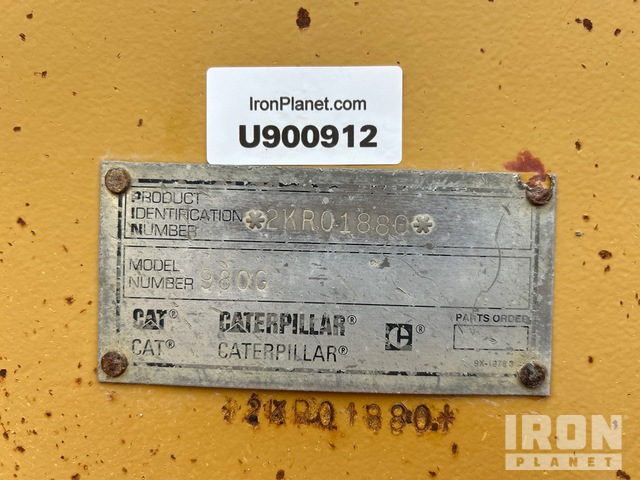 IronPlanet.com
U900912
PRODUCT
IDENTIFICATION
NUMBER
*2KR01880*
MODEL
NUMBER
980G
CAT® CATERPILLAR® ®
CAT® CATERPILLAR®
PARTS ORDER
*2KR01880*
IRON
PLANET